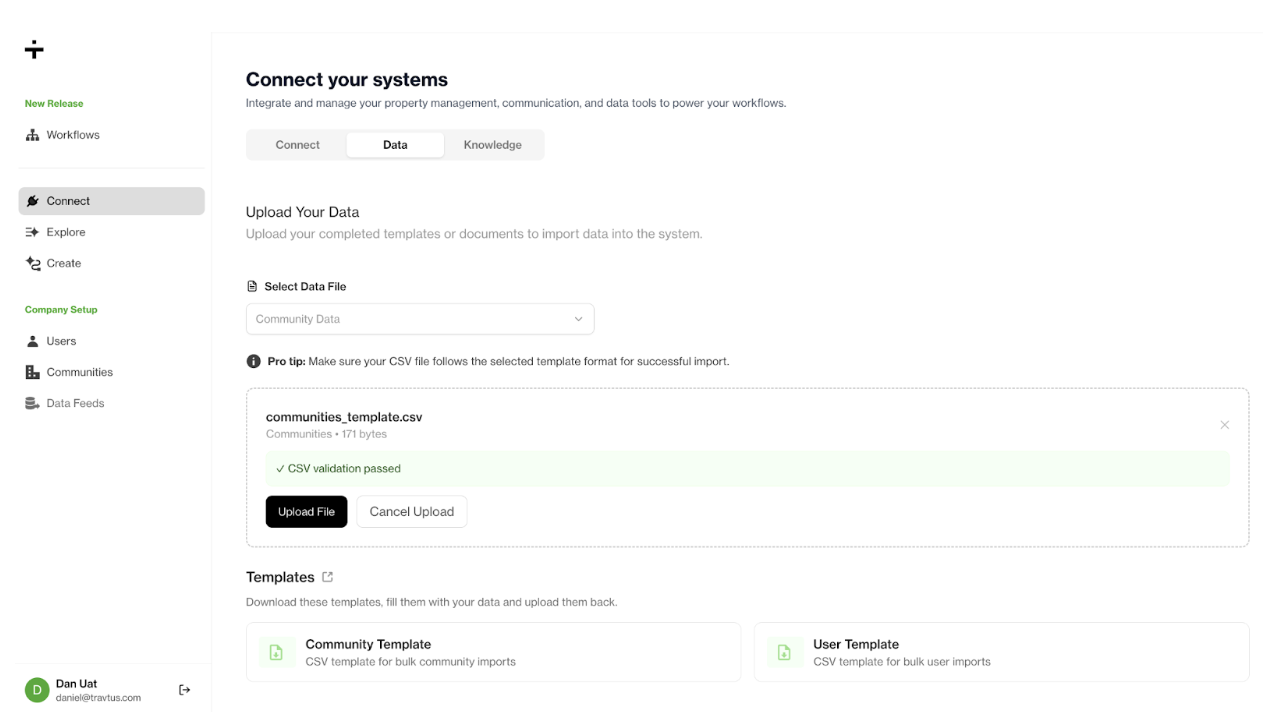 New Release
Workflows
Connect
Explore
Create
Company Setup
Users
Communities
Data Feeds
D
Dan Uat
daniel@travtus.com
Connect your systems
Integrate and manage your property management, communication, and data tools to power your workflows.
Connect
Data
Knowledge
Upload Your Data
Upload your completed templates or documents to import data into the system.
Select Data File
Community Data
Pro tip: Make sure your CSV file follows the selected template format for successful import.
communities_template.csv
Communities • 171 bytes
✓ CSV validation passed
Upload File
Cancel Upload
Templates
Download these templates, fill them with your data and upload them back.
Community Template
CSV template for bulk community imports
User Template
CSV template for bulk user imports